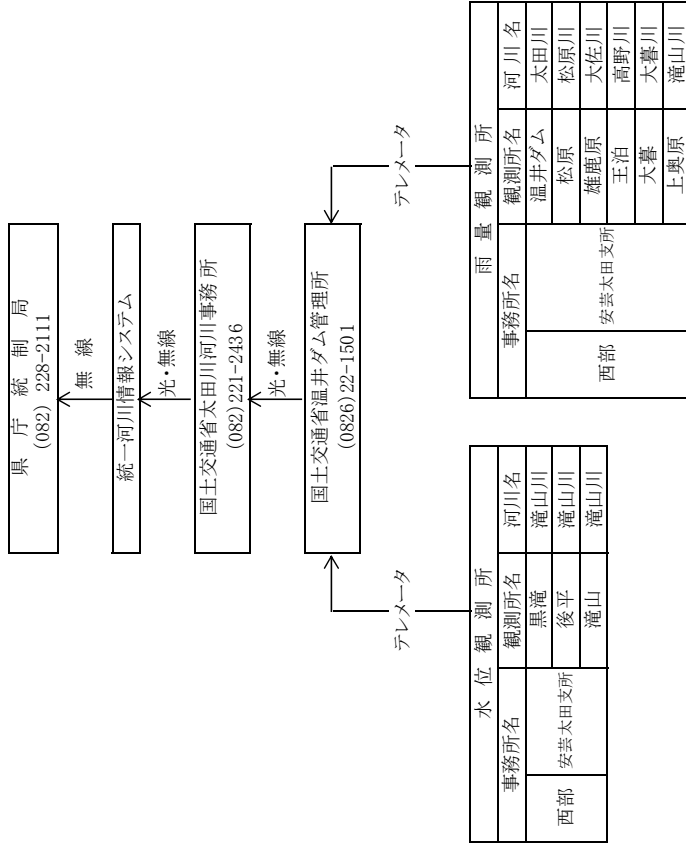 県 庁 統 制 局
(082) 228-2111
無 線
統一河川情報システム
光・無線
国土交通省太田川河川事務所
(082)221-2436
光・無線
国土交通省温井ダム管理所
(0826)22-1501
テレメータ
テレメータ
水 位 観 測 所
事務所名 観測所名 河川名
西部 安芸太田支所 黒滝 滝山川
後平 滝山川
滝山 滝山川
雨 量 観 測 所
事務所名 観測所名 河 川 名
西部 安芸太田支所 温井ダム 太田川
松原 松原川
雄鹿原 大佐川
王泊 高野川
大暮 大暮川
上奥原 滝山川